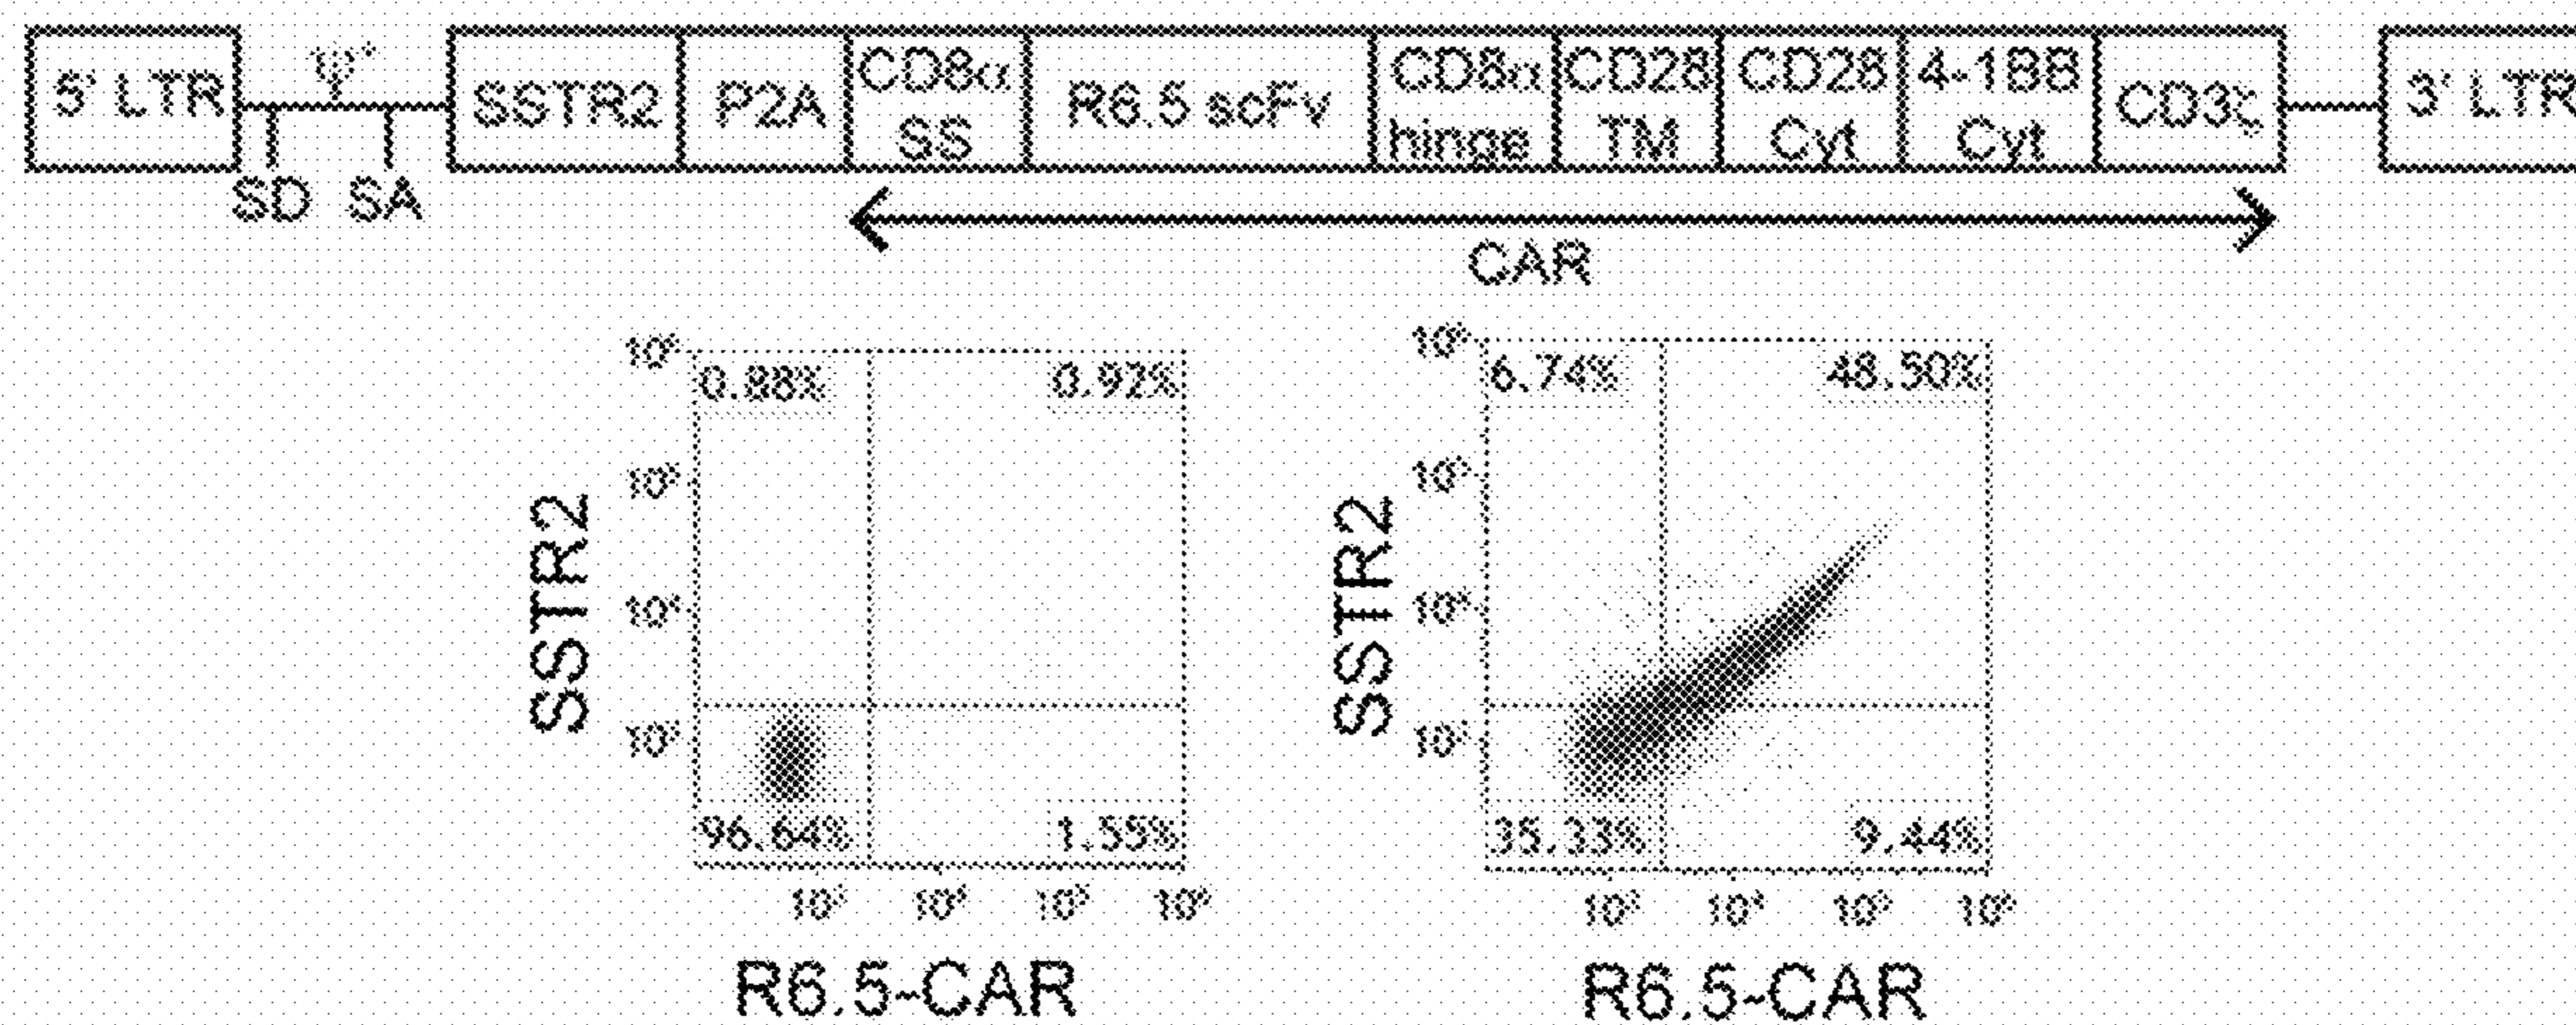 5' LTR
ψ+
SD SA
SSTR2
P2A
CD8α
SS
R6.5 scFv
CD8α
hinge
CD28
TM
CD28
Cyt
4-1BB
Cyt
CD3ζ
3' LTR
CAR
SSTR2
10⁶
10⁵
10⁴
10³
0.88%
0.92%
96.64%
1.55%
10³ 10⁴ 10⁵ 10⁶
R6.5-CAR
SSTR2
10⁶
10⁵
10⁴
10³
6.74%
48.50%
35.33%
9.44%
10³ 10⁴ 10⁵ 10⁶
R6.5-CAR